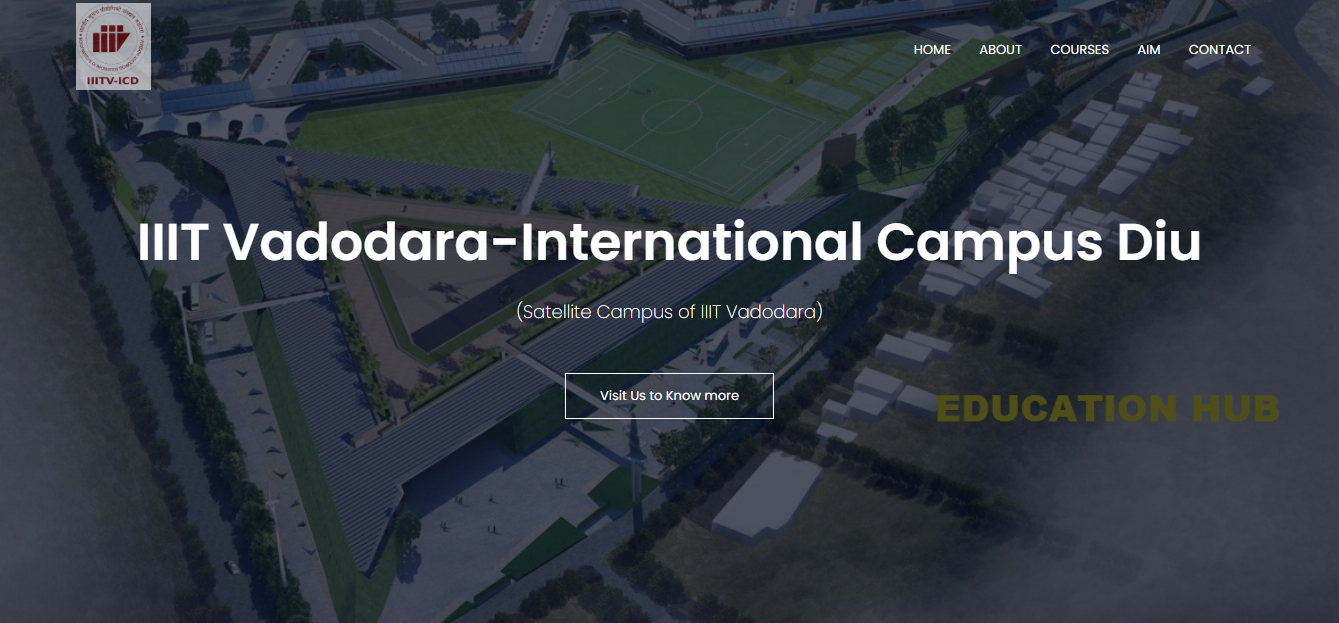 IIITV-ICD
HOME ABOUT COURSES AIM CONTACT
IIIT Vadodara-International Campus Diu
(Satellite Campus of IIIT Vadodara)
Visit Us to Know more
EDUCATION HUB